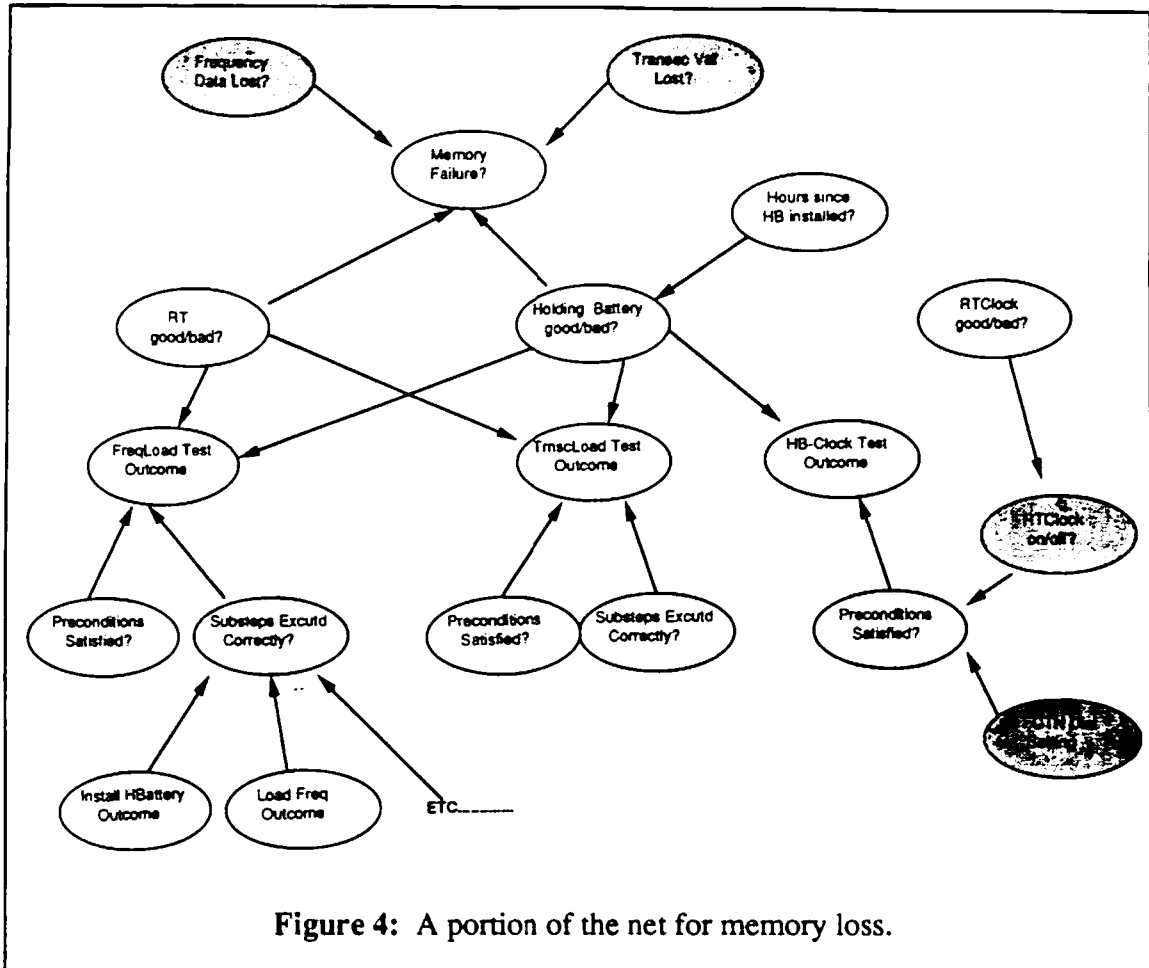 Frequency
Data Lost?
Transec Val
Lost?
Memory
Failure?
Hours since
HB installed?
RT
good/bad?
Holding Battery
good/bad?
RTClock
good/bad?
FreqLoad Test
Outcome
TrnscLoad Test
Outcome
HB-Clock Test
Outcome
RTClock
on/off?
Preconditions
Satisfied?
Substeps Excutd
Correctly?
Preconditions
Satisfied?
Substeps Excutd
Correctly?
Preconditions
Satisfied?
Install HBattery
Outcome
Load Freq
Outcome
ETC...........
Figure 4: A portion of the net for memory loss.